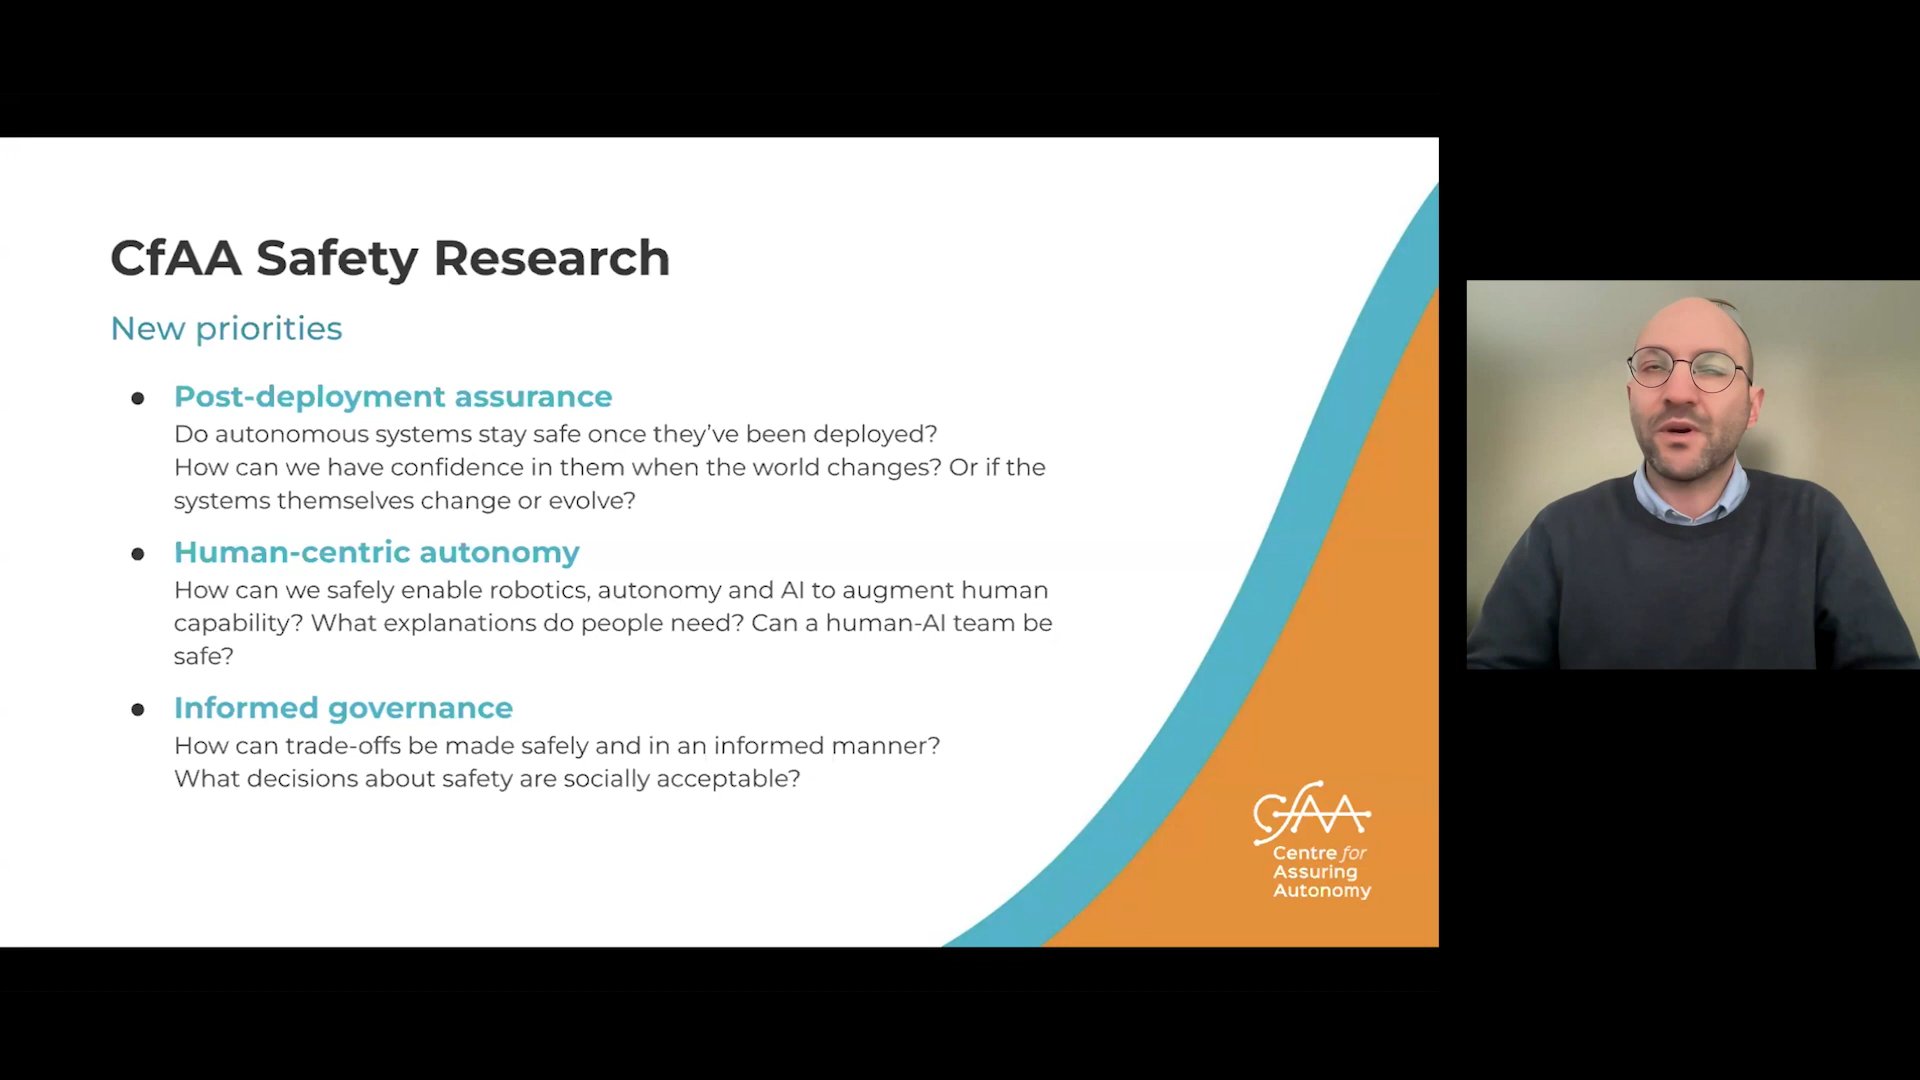 CfAA Safety Research
New priorities
● Post-deployment assurance
Do autonomous systems stay safe once they’ve been deployed?
How can we have confidence in them when the world changes? Or if the
systems themselves change or evolve?
● Human-centric autonomy
How can we safely enable robotics, autonomy and AI to augment human
capability? What explanations do people need? Can a human-AI team be
safe?
● Informed governance
How can trade-offs be made safely and in an informed manner?
What decisions about safety are socially acceptable?
CfAA
Centre for
Assuring
Autonomy